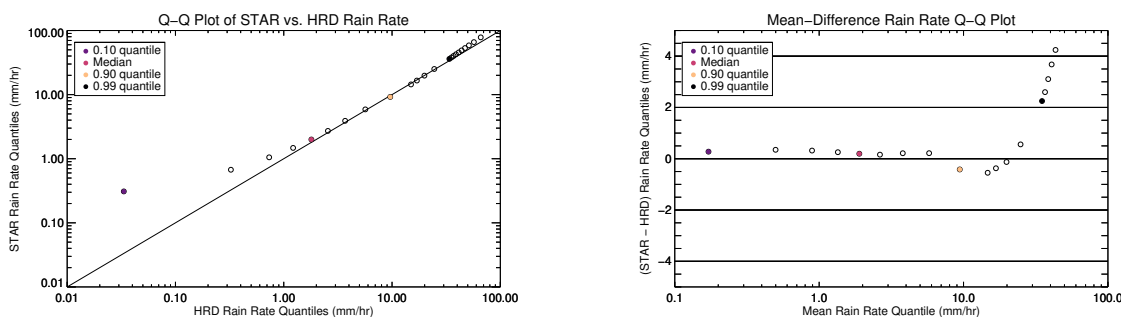 Q−Q Plot of STAR vs. HRD Rain Rate
100.00
10.00
1.00
0.10
0.01
STAR Rain Rate Quantiles (mm/hr)
0.10 quantile
Median
0.90 quantile
0.99 quantile
0.01 0.10 1.00 10.00 100.00
HRD Rain Rate Quantiles (mm/hr)
Mean−Difference Rain Rate Q−Q Plot
4
2
0
−2
−4
(STAR − HRD) Rain Rate Quantiles (mm/hr)
0.10 quantile
Median
0.90 quantile
0.99 quantile
0.1 1.0 10.0 100.0
Mean Rain Rate Quantile (mm/hr)